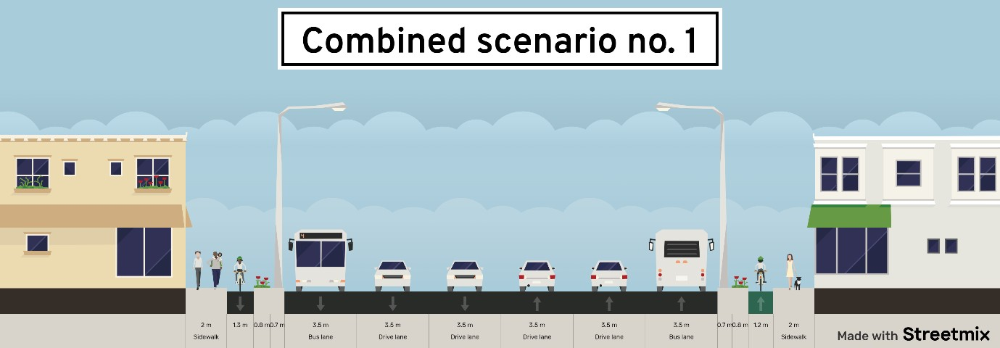 Combined scenario no. 1
2 m 1.3 m 0.8 m 0.7 m 3.5 m 3.5 m 3.5 m 3.5 m 3.5 m 3.5 m 0.7 m 0.8 m 1.2 m 2 m
Sidewalk Bus lane Drive lane Drive lane Drive lane Drive lane Bus lane Sidewalk
Made with Streetmix